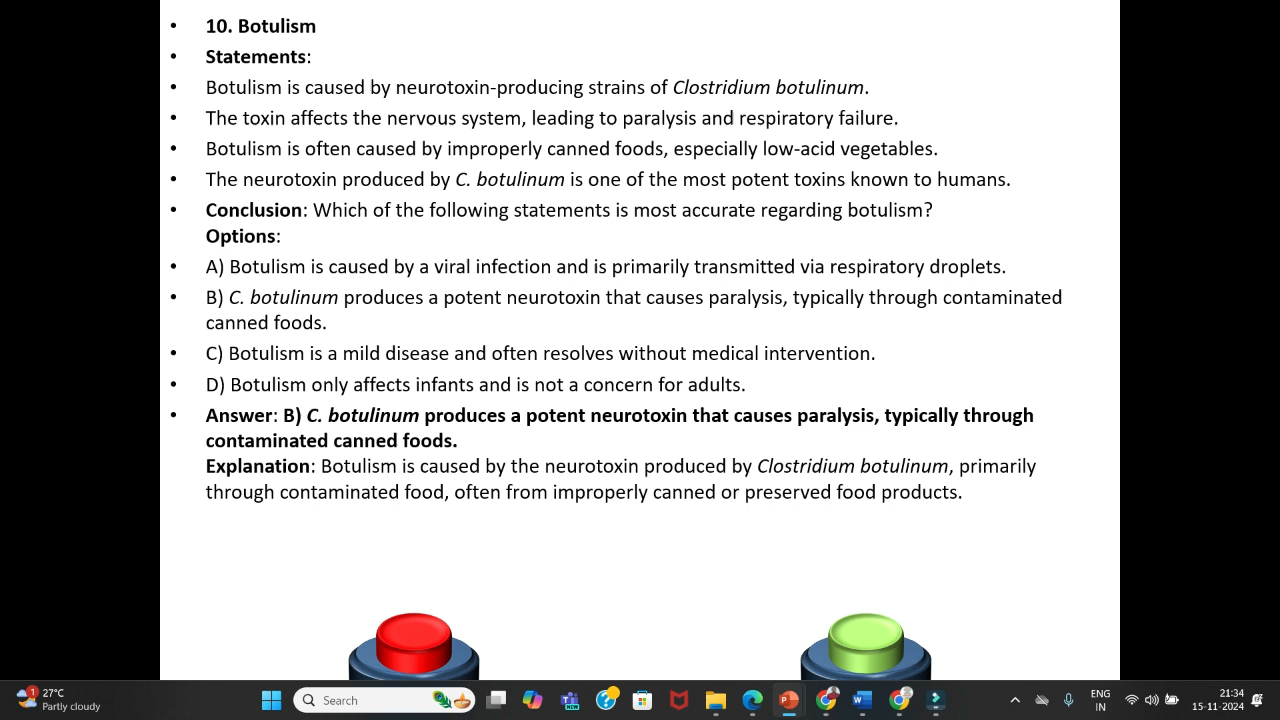 • 10. Botulism
• Statements:
• Botulism is caused by neurotoxin-producing strains of Clostridium botulinum.
• The toxin affects the nervous system, leading to paralysis and respiratory failure.
• Botulism is often caused by improperly canned foods, especially low-acid vegetables.
• The neurotoxin produced by C. botulinum is one of the most potent toxins known to humans.
• Conclusion: Which of the following statements is most accurate regarding botulism?
Options:
• A) Botulism is caused by a viral infection and is primarily transmitted via respiratory droplets.
• B) C. botulinum produces a potent neurotoxin that causes paralysis, typically through contaminated
canned foods.
• C) Botulism is a mild disease and often resolves without medical intervention.
• D) Botulism only affects infants and is not a concern for adults.
• Answer: B) C. botulinum produces a potent neurotoxin that causes paralysis, typically through
contaminated canned foods.
Explanation: Botulism is caused by the neurotoxin produced by Clostridium botulinum, primarily
through contaminated food, often from improperly canned or preserved food products.
1
27°C
Partly cloudy
Search
ENG
IN
21:34
15-11-2024